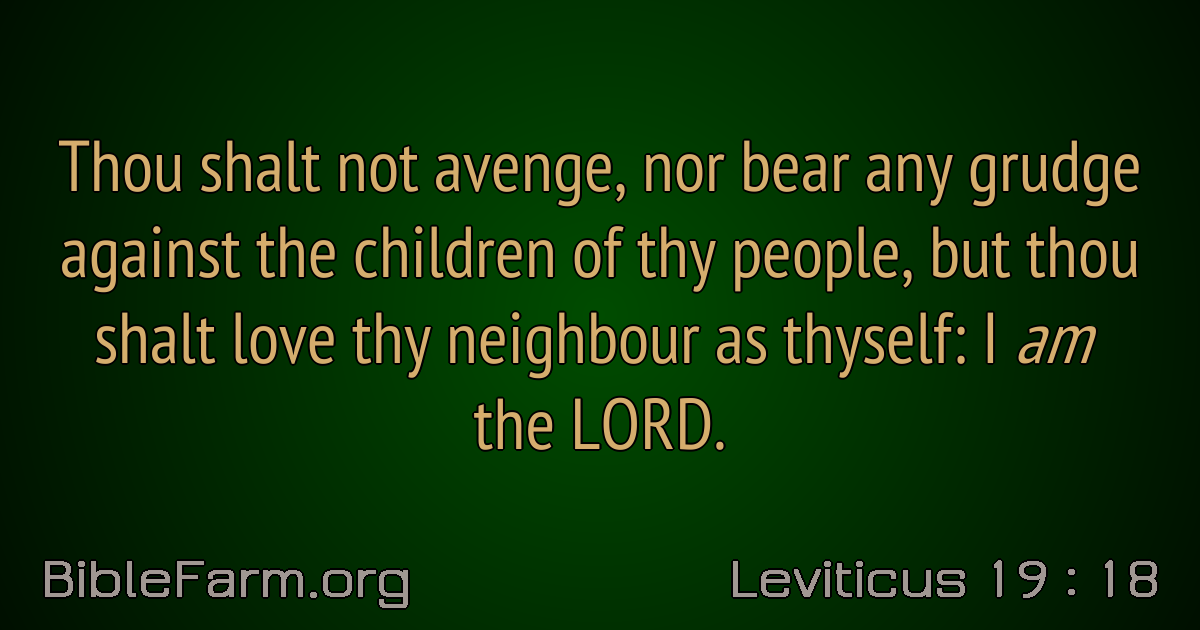 Thou shalt not avenge, nor bear any grudge
against the children of thy people, but thou
shalt love thy neighbour as thyself: I am
the LORD.
BibleFarm.org
Leviticus 19 : 18